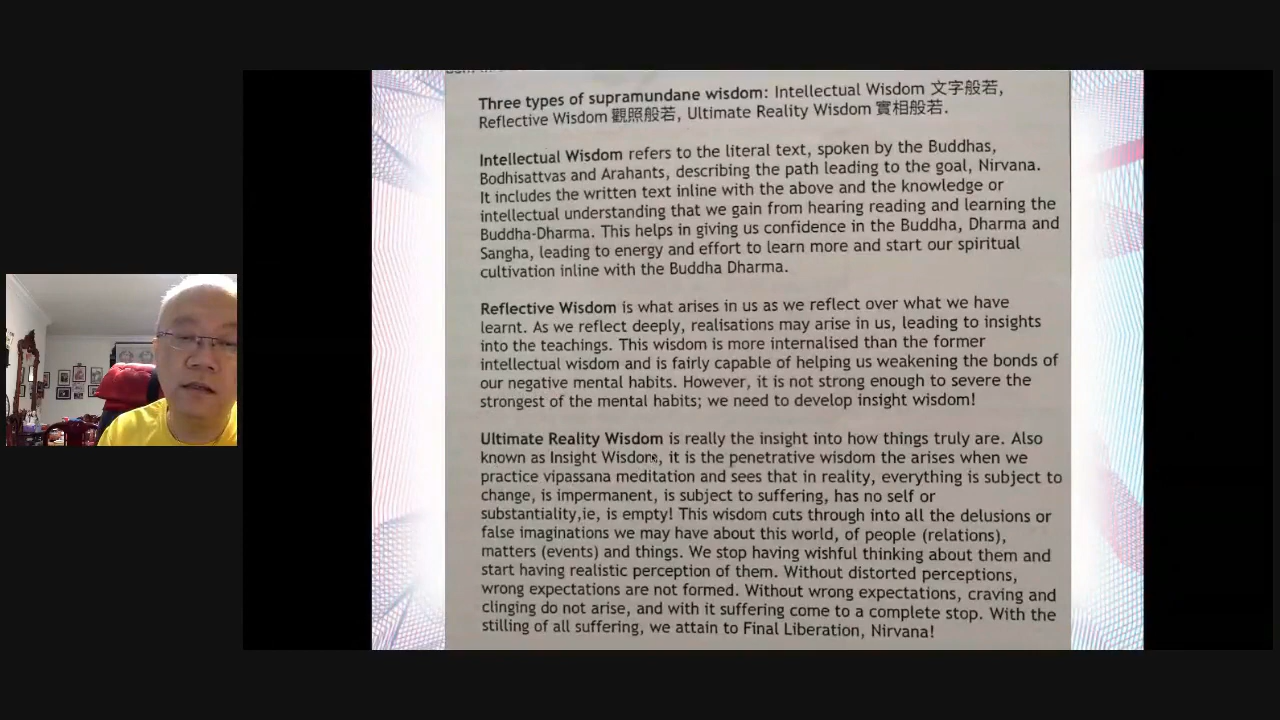 Three types of supramundane wisdom: Intellectual Wisdom 文字般若,
Reflective Wisdom 觀照般若, Ultimate Reality Wisdom 實相般若.
Intellectual Wisdom refers to the literal text, spoken by the Buddhas,
Bodhisattvas and Arahants, describing the path leading to the goal, Nirvana.
It includes the written text inline with the above and the knowledge or
intellectual understanding that we gain from hearing reading and learning the
Buddha-Dharma. This helps in giving us confidence in the Buddha, Dharma and
Sangha, leading to energy and effort to learn more and start our spiritual
cultivation inline with the Buddha Dharma.
Reflective Wisdom is what arises in us as we reflect over what we have
learnt. As we reflect deeply, realisations may arise in us, leading to insights
into the teachings. This wisdom is more internalised than the former
intellectual wisdom and is fairly capable of helping us weakening the bonds of
our negative mental habits. However, it is not strong enough to severe the
strongest of the mental habits; we need to develop insight wisdom!
Ultimate Reality Wisdom is really the insight into how things truly are. Also
known as Insight Wisdom, it is the penetrative wisdom the arises when we
practice vipassana meditation and sees that in reality, everything is subject to
change, is impermanent, is subject to suffering, has no self or
substantiality,ie, is empty! This wisdom cuts through into all the delusions or
false imaginations we may have about this world, of people (relations),
matters (events) and things. We stop having wishful thinking about them and
start having realistic perception of them. Without distorted perceptions,
wrong expectations are not formed. Without wrong expectations, craving and
clinging do not arise, and with it suffering come to a complete stop. With the
stilling of all suffering, we attain to Final Liberation, Nirvana!